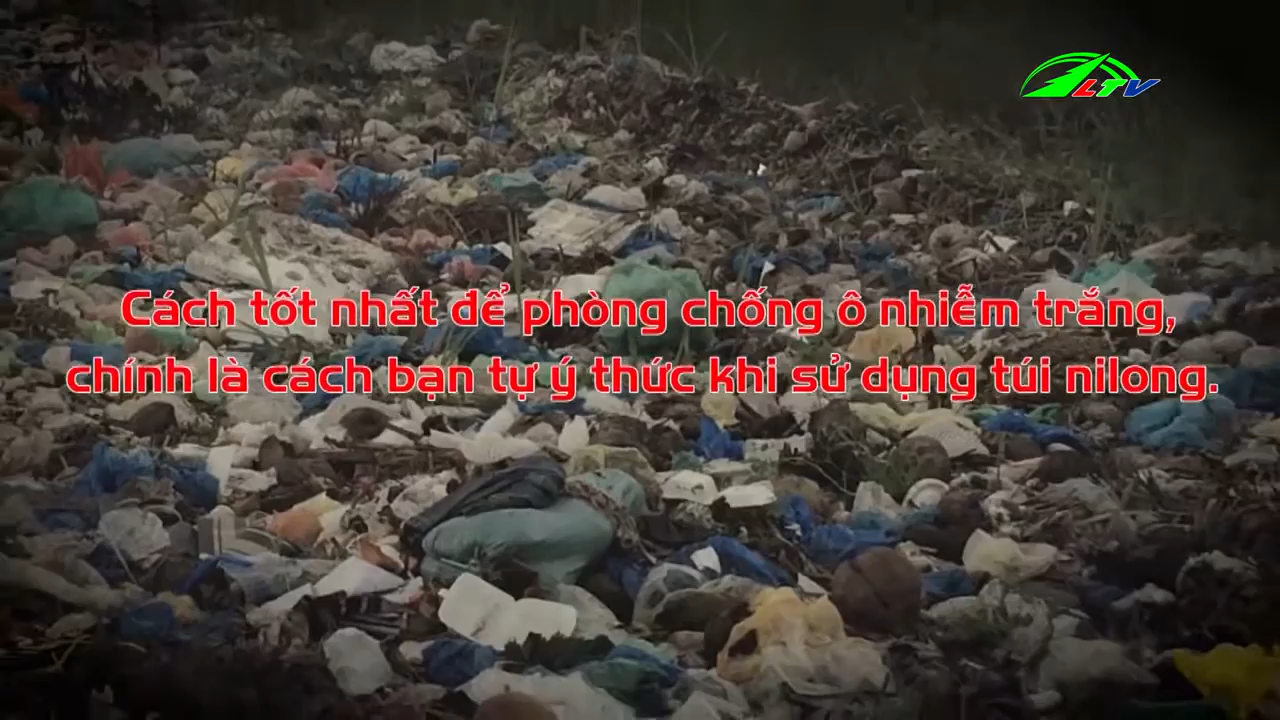 LTV
Cách tốt nhất để phòng chống ô nhiễm trắng,
chính là cách bạn tự ý thức khi sử dụng túi nilong.